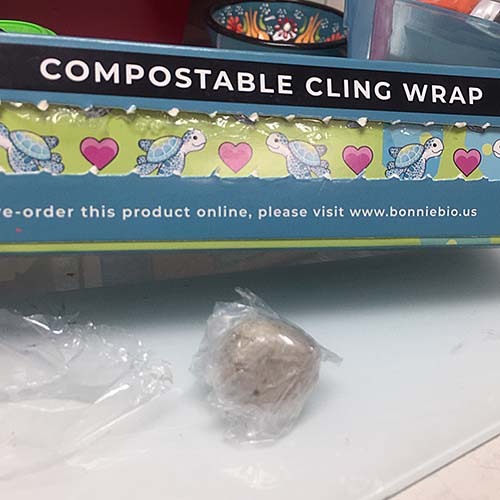 COMPOSTABLE CLING WRAP
e-order this product online, please visit www.bonniebio.us